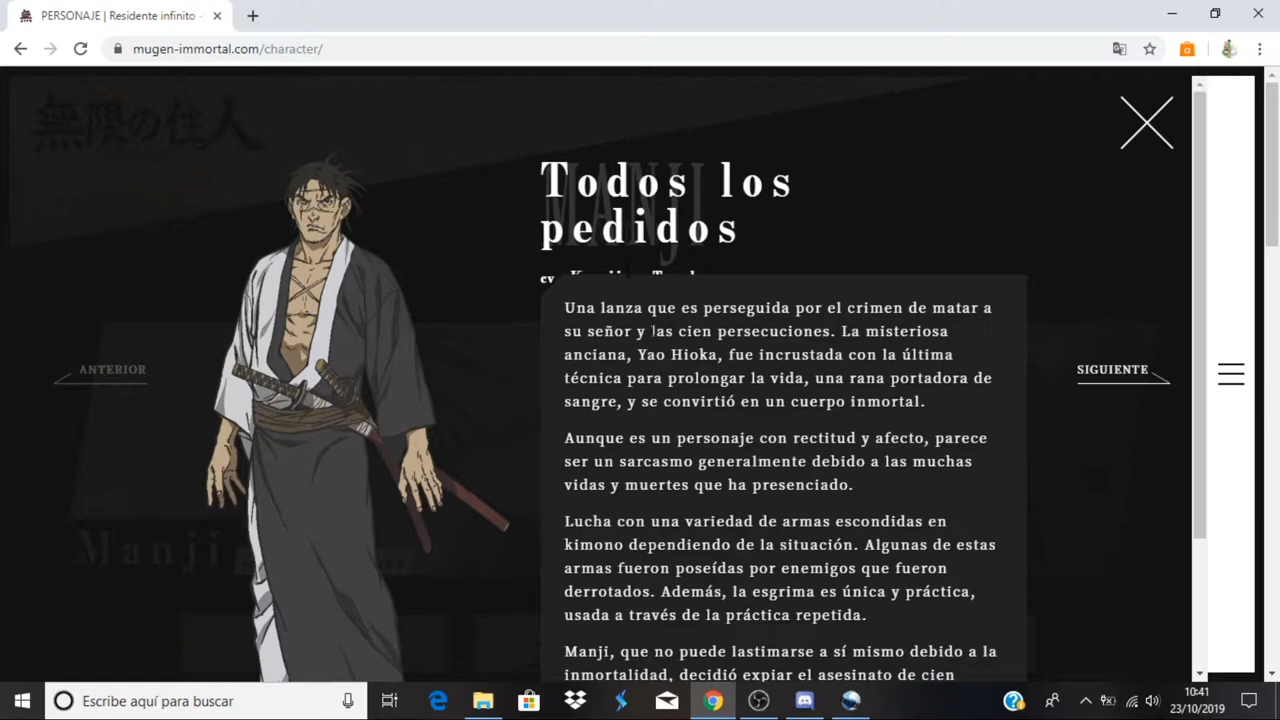 PERSONAJE | Residente infinito -
mugen-immortal.com/character/
無限の住人
MANJI
Todos los
pedidos
cv
Una lanza que es perseguida por el crimen de matar a
su señor y las cien persecuciones. La misteriosa
anciana, Yao Hioka, fue incrustada con la última
técnica para prolongar la vida, una rana portadora de
sangre, y se convirtió en un cuerpo inmortal.
ANTERIOR
SIGUIENTE
Aunque es un personaje con rectitud y afecto, parece
ser un sarcasmo generalmente debido a las muchas
vidas y muertes que ha presenciado.
Lucha con una variedad de armas escondidas en
kimono dependiendo de la situación. Algunas de estas
armas fueron poseídas por enemigos que fueron
derrotados. Además, la esgrima es única y práctica,
usada a través de la práctica repetida.
Manji
Manji, que no puede lastimarse a sí mismo debido a la
inmortalidad, decidió expiar el asesinato de cien
Escribe aquí para buscar
10:41
23/10/2019